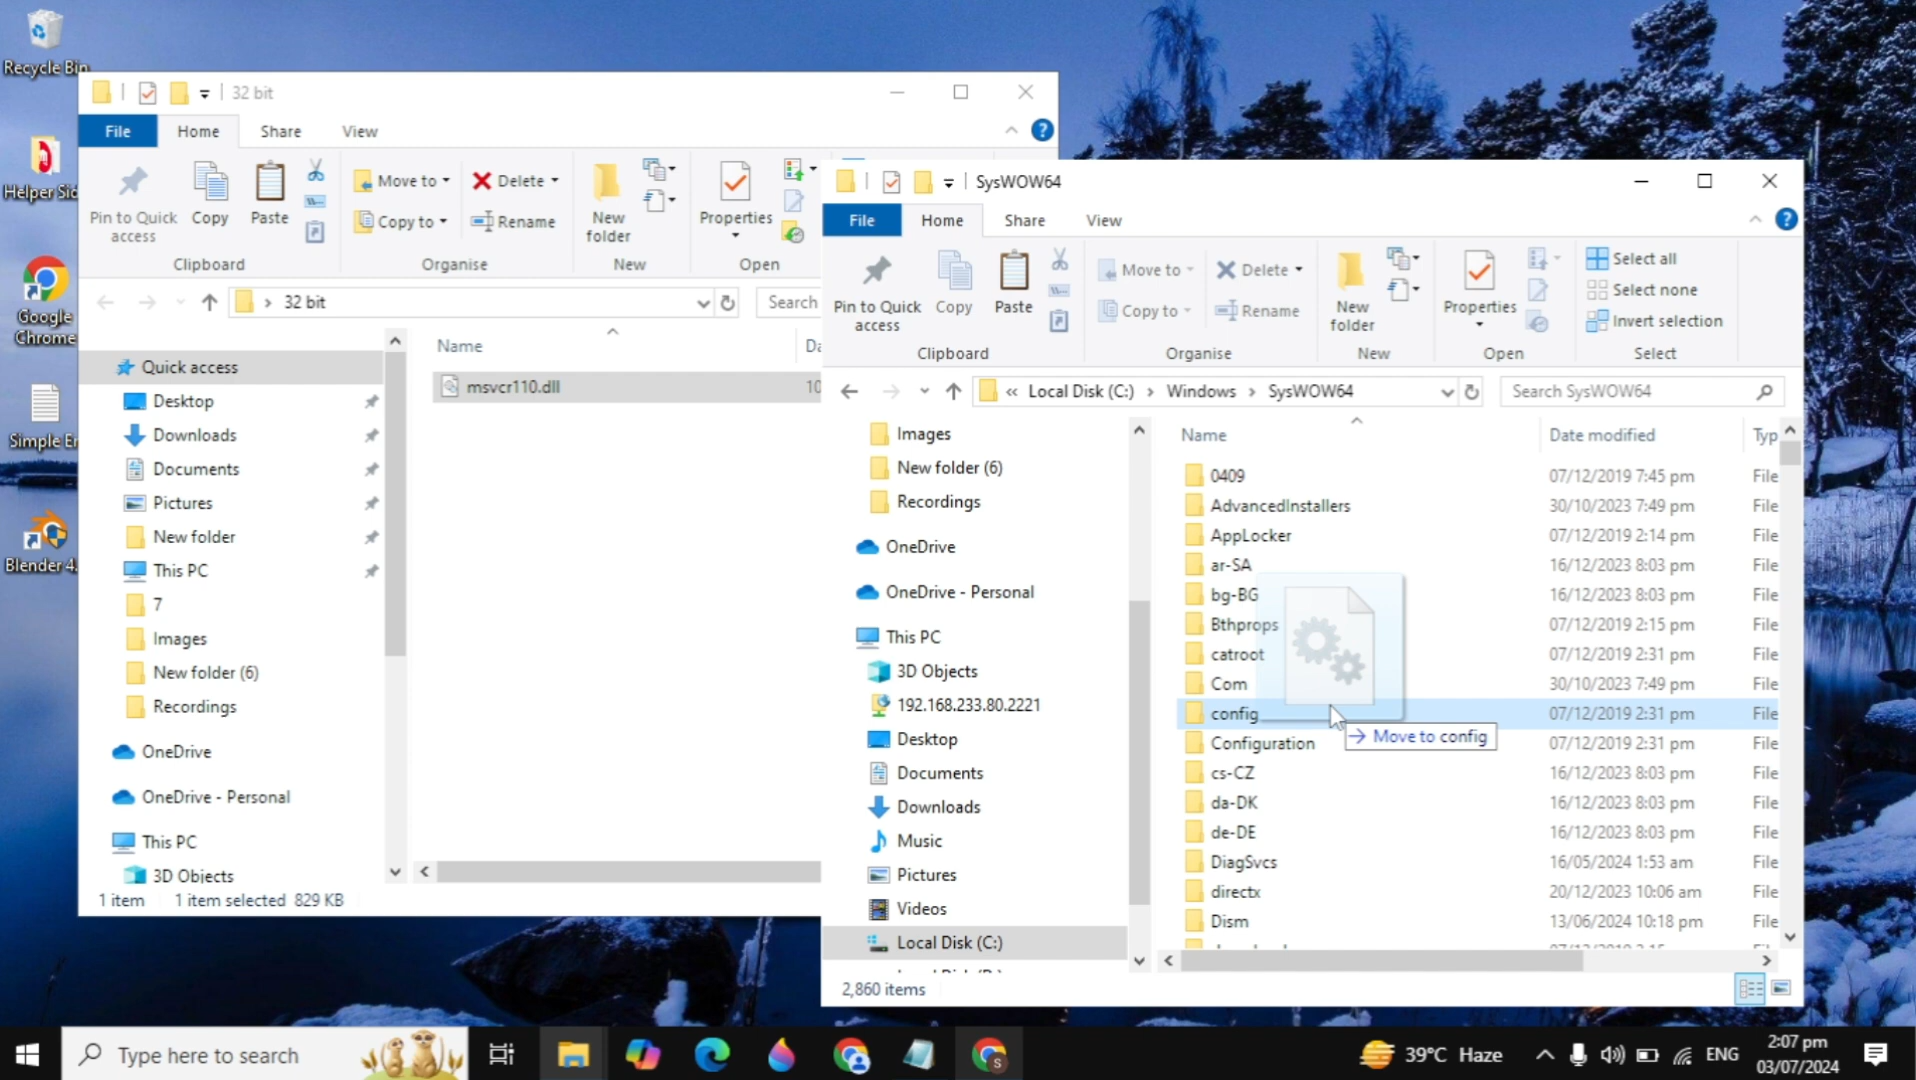 Recycle Bin
Helper Sid
Google
Chrome
Simple Er
Blender 4.
32 bit
File
Home
Share
View
Pin to Quick
access
Copy
Paste
Move to
Copy to
Delete
Rename
New
folder
Properties
Clipboard
Organise
New
Open
32 bit
Search
Quick access
Desktop
Downloads
Documents
Pictures
New folder
This PC
7
Images
New folder (6)
Recordings
OneDrive
OneDrive - Personal
This PC
3D Objects
Name
Da
msvcr110.dll
10
1 item
1 item selected 829 KB
SysWOW64
File
Home
Share
View
Pin to Quick
access
Copy
Paste
Move to
Copy to
Delete
Rename
New
folder
Properties
Select all
Select none
Invert selection
Clipboard
Organise
New
Open
Select
« Local Disk (C:) › Windows › SysWOW64
Search SysWOW64
Images
New folder (6)
Recordings
OneDrive
OneDrive - Personal
This PC
3D Objects
192.168.233.80.2221
Desktop
Documents
Downloads
Music
Pictures
Videos
Local Disk (C:)
Name Date modified Typ
0409 07/12/2019 7:45 pm File
AdvancedInstallers 30/10/2023 7:49 pm File
AppLocker 07/12/2019 2:14 pm File
ar-SA 16/12/2023 8:03 pm File
bg-BG 16/12/2023 8:03 pm File
Bthprops 07/12/2019 2:15 pm File
catroot 07/12/2019 2:31 pm File
Com 30/10/2023 7:49 pm File
config 07/12/2019 2:31 pm File
Move to config
Configuration 07/12/2019 2:31 pm File
cs-CZ 16/12/2023 8:03 pm File
da-DK 16/12/2023 8:03 pm File
de-DE 16/12/2023 8:03 pm File
DiagSvcs 16/05/2024 1:53 am File
directx 20/12/2023 10:06 am File
Dism 13/06/2024 10:18 pm File
2,860 items
Type here to search
39°C Haze
ENG
2:07 pm
03/07/2024